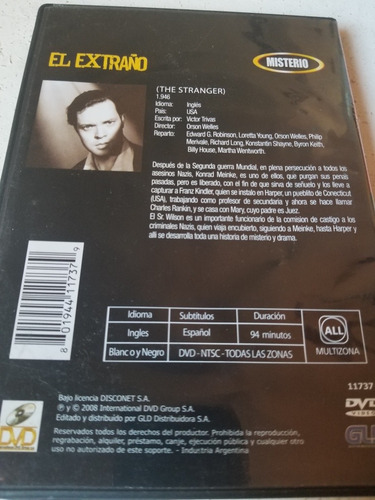 EL EXTRAÑO
MISTERIO
(THE STRANGER)
1.946
Idioma: Inglés
País: USA
Escrita por: Victor Trivas
Director: Orson Welles
Reparto: Edward G. Robinson, Loretta Young, Orson Welles, Philip
Merivale, Richard Long, Konstantin Shayne, Byron Keith,
Billy House, Martha Wentworth.
Después de la Segunda guerra Mundial, en plena persecución a todos los
asesinos Nazis, Konrad Meinke, es uno de ellos, que purgan sus penas
pasadas, pero es liberado, con el fin de que sirva de señuelo y los lleve a
capturar a Franz Kindler, quien se instalo en Harper, un pueblito de Conecticut
(USA), trabajando como profesor de secundaria y ahora se hace llamar
Charles Rankin, y se casa con Mary, cuyo padre es Juez.
El Sr. Wilson es un importante funcionario de la comision de castigo a los
criminales Nazis, quien viaja encubierto, siguiendo a Meinke, hasta Harper y
allí se desarrolla toda una historia de misterio y drama.
8 01944 11737 9
Idioma Subtítulos Duración
Ingles Español 94 minutos
Blanco y Negro DVD - NTSC - TODAS LAS ZONAS
ALL
MULTIZONA
11737
Bajo licencia DISCONET S.A.
℗ y © 2008 International DVD Group S.A.
Editado y distribuido por GLD Distribuidora S.A.
Reservados todos los derechos del productor. Prohibida la reproducción,
regrabación, alquiler, préstamo, canje, ejecución pública y cualquier otro
uso no autorizado de este soporte. - Industria Argentina
DVD
DVD
VIDEO
GLD